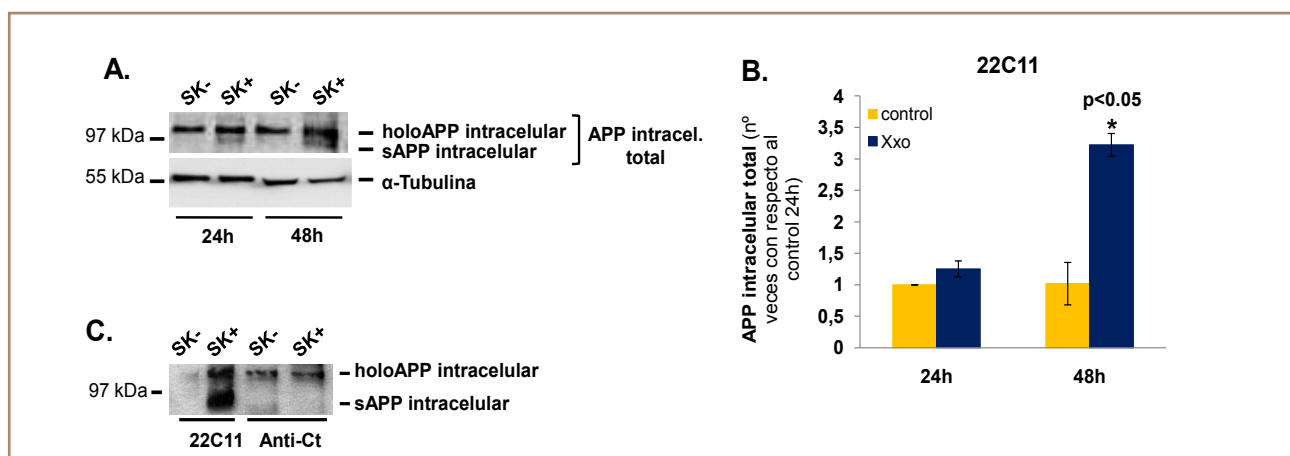 A.
SK- SK+ SK- SK+
97 kDa
holoAPP intracelular
sAPP intracelular
APP intracel.
total
55 kDa
α-Tubulina
24h 48h
B.
22C11
control
Xxo
p<0.05
*
APP intracelular total (nº
veces con respecto al
control 24h)
4
3,5
3
2,5
2
1,5
1
0,5
0
24h 48h
C.
SK- SK+ SK- SK+
97 kDa
holoAPP intracelular
sAPP intracelular
22C11 Anti-Ct